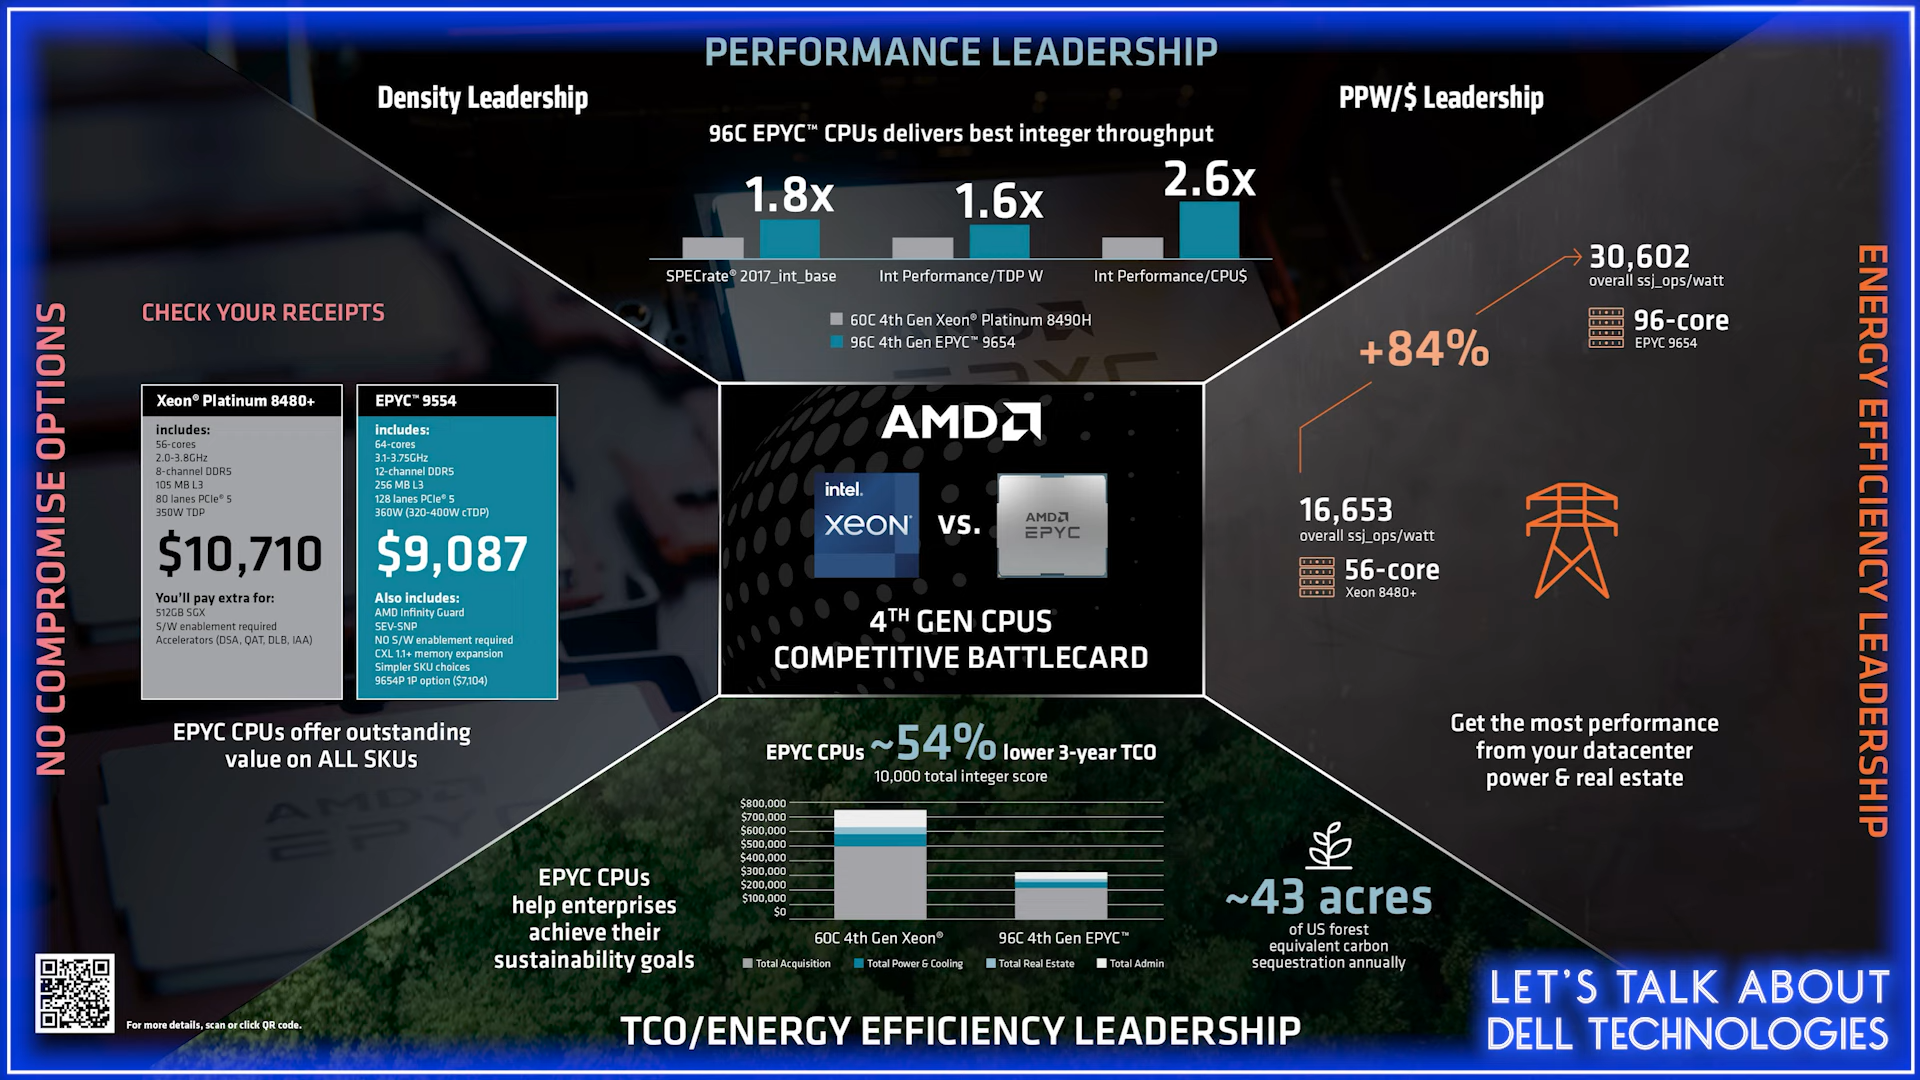 PERFORMANCE LEADERSHIP
Density Leadership
PPW/$ Leadership
96C EPYC™ CPUs delivers best integer throughput
1.8x
1.6x
2.6x
SPECrate® 2017_int_base
Int Performance/TDP W
Int Performance/CPU$
60C 4th Gen Xeon® Platinum 8490H
96C 4th Gen EPYC™ 9654
NO COMPROMISE OPTIONS
CHECK YOUR RECEIPTS
Xeon® Platinum 8480+
includes:
56-cores
2.0-3.8GHz
8-channel DDR5
105 MB L3
80 lanes PCIe® 5
350W TDP
$10,710
You'll pay extra for:
512GB SGX
S/W enablement required
Accelerators (DSA, QAT, DLB, IAA)
EPYC™ 9554
includes:
64-cores
3.1-3.75GHz
12-channel DDR5
256 MB L3
128 lanes PCIe® 5
360W (320-400W cTDP)
$9,087
Also includes:
AMD Infinity Guard
SEV-SNP
NO S/W enablement required
CXL 1.1+ memory expansion
Simpler SKU choices
9654P 1P option ($7,104)
EPYC CPUs offer outstanding
value on ALL SKUs
AMD
intel.
xeon®
VS.
AMD
EPYC
4TH GEN CPUS
COMPETITIVE BATTLECARD
ENERGY EFFICIENCY LEADERSHIP
30,602
overall ssj_ops/watt
96-core
EPYC 9654
+84%
16,653
overall ssj_ops/watt
56-core
Xeon 8480+
Get the most performance
from your datacenter
power & real estate
EPYC CPUs ~54% lower 3-year TCO
10,000 total integer score
$800,000
$700,000
$600,000
$500,000
$400,000
$300,000
$200,000
$100,000
$0
60C 4th Gen Xeon®
96C 4th Gen EPYC™
Total Acquisition
Total Power & Cooling
Total Real Estate
Total Admin
EPYC CPUs
help enterprises
achieve their
sustainability goals
~43 acres
of US forest
equivalent carbon
sequestration annually
For more details, scan or click QR code.
TCO/ENERGY EFFICIENCY LEADERSHIP
LET'S TALK ABOUT
DELL TECHNOLOGIES
AMD
EPYC
EPYC